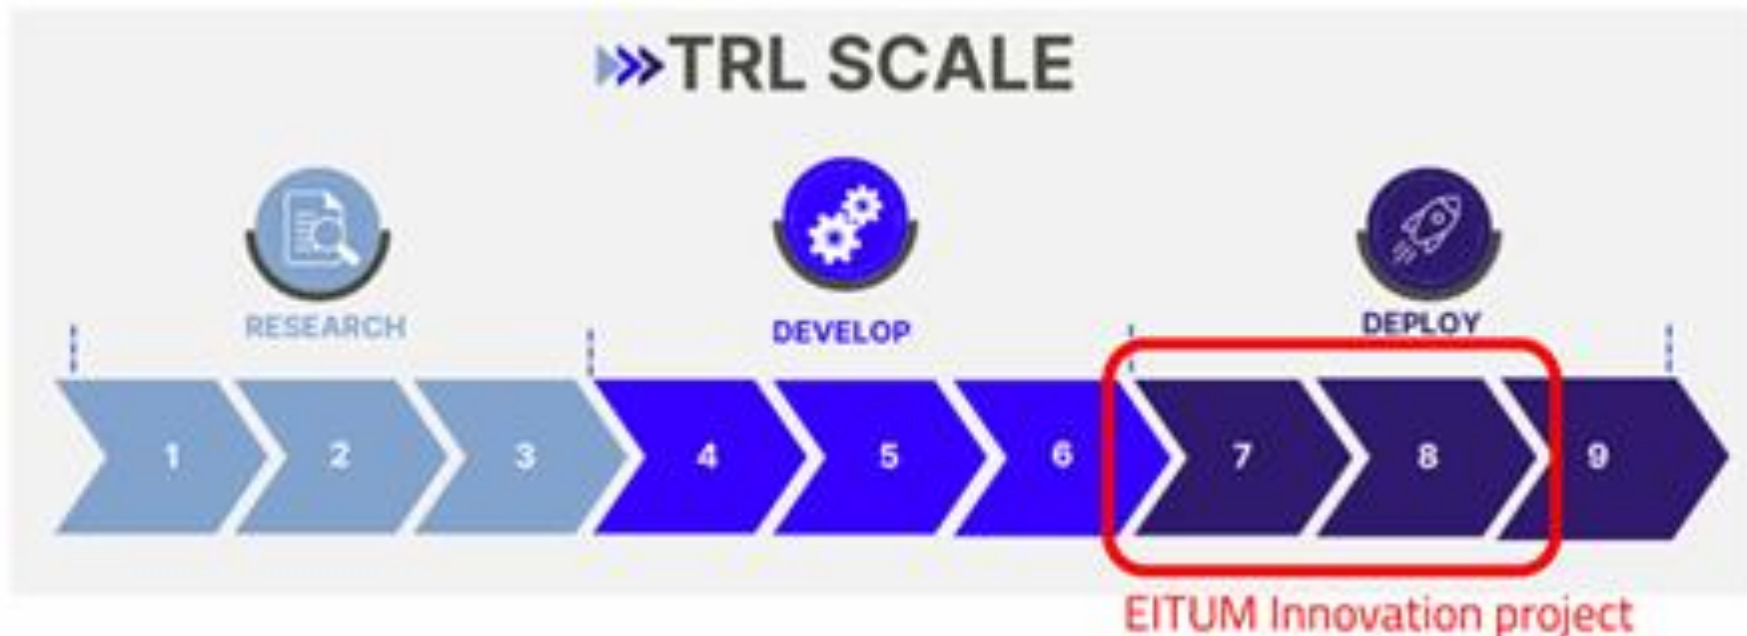 TRL SCALE
RESEARCH
DEVELOP
DEPLOY
1 2 3 4 5 6 7 8 9
EITUM Innovation project